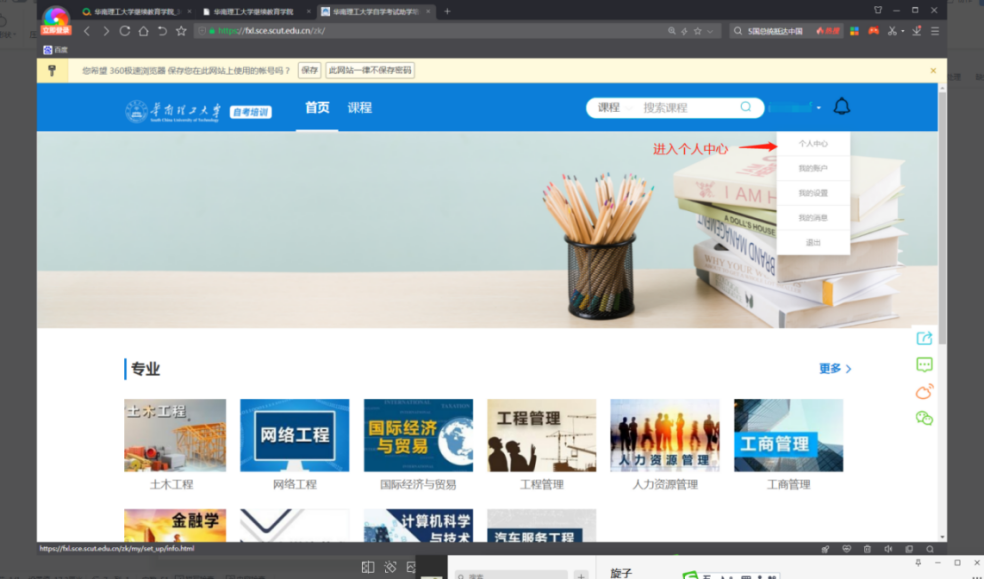 立即登录
华南理工大学继续教育学院_
华南理工大学继续教育学院
华南理工大学自学考试助学
https://fxl.sce.scut.edu.cn/zk/
5国总统抵达中国
热搜
百度
您希望 360极速浏览器 保存您在此网站上使用的帐号吗？
保存
此网站一律不保存密码
华南理工大学
South China University of Technology
自考培训
首页
课程
课程
搜索课程
进入个人中心
个人中心
我的账户
我的设置
我的消息
退出
I AM H
A DOLL'S HOUSE
BRAND MANAGEMENT
WHY YOUR
专业
更多 >
土木工程
网络工程
国际经济
与贸易
工程管理
人力资源管理
工商管理
土木工程
网络工程
国际经济与贸易
工程管理
人力资源管理
工商管理
金融学
计算机科学
与技术
汽车服务工程
https://fxl.sce.scut.edu.cn/zk/my/set_up/info.html
搜索
旋子